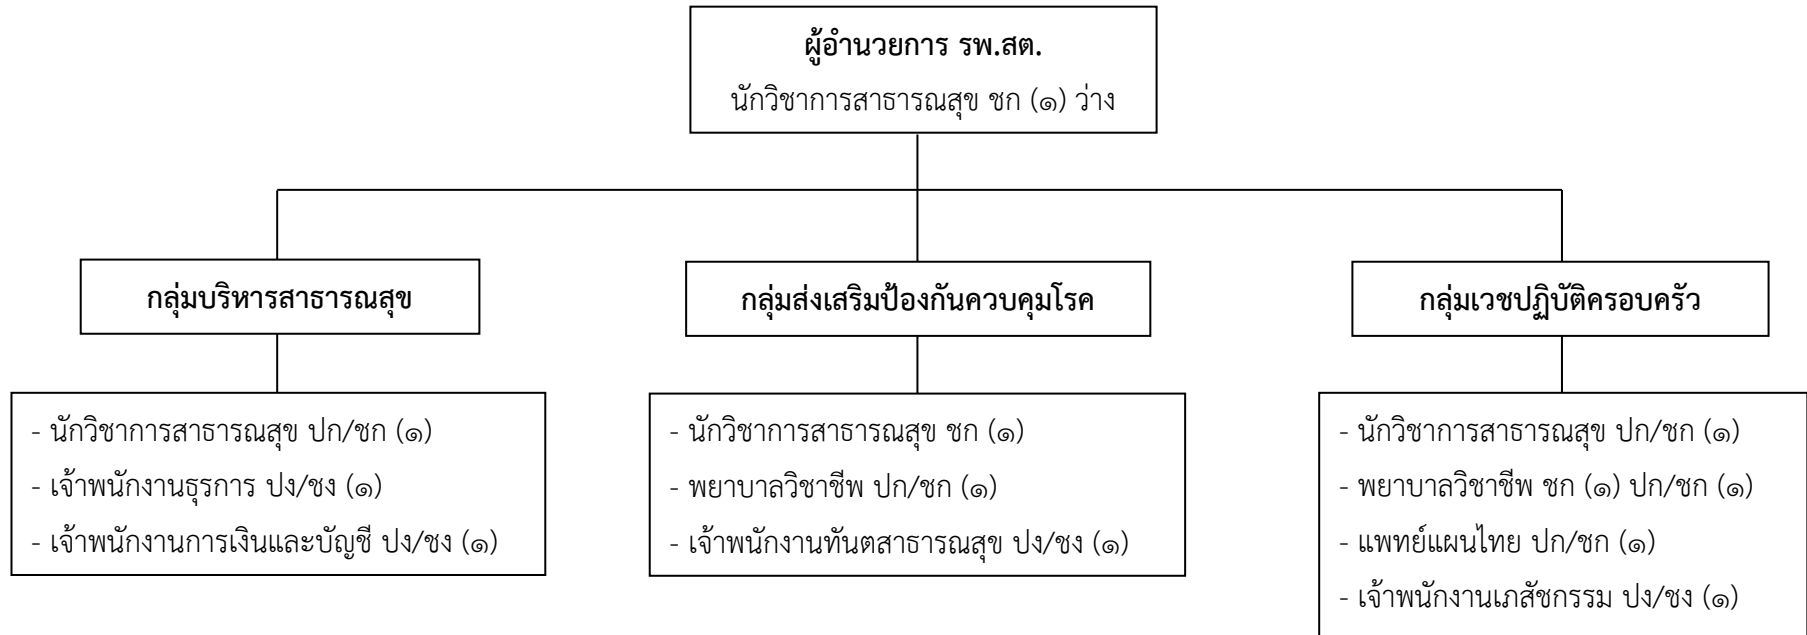 ผู้อำนวยการ รพ.สต.
นักวิชาการสาธารณสุข ชก (๑) ว่าง
กลุ่มบริหารสาธารณสุข
- นักวิชาการสาธารณสุข ปก/ชก (๑)
- เจ้าพนักงานธุรการ ปง/ชง (๑)
- เจ้าพนักงานการเงินและบัญชี ปง/ชง (๑)
กลุ่มส่งเสริมป้องกันควบคุมโรค
- นักวิชาการสาธารณสุข ชก (๑)
- พยาบาลวิชาชีพ ปก/ชก (๑)
- เจ้าพนักงานทันตสาธารณสุข ปง/ชง (๑)
กลุ่มเวชปฏิบัติครอบครัว
- นักวิชาการสาธารณสุข ปก/ชก (๑)
- พยาบาลวิชาชีพ ชก (๑) ปก/ชก (๑)
- แพทย์แผนไทย ปก/ชก (๑)
- เจ้าพนักงานเภสัชกรรม ปง/ชง (๑)